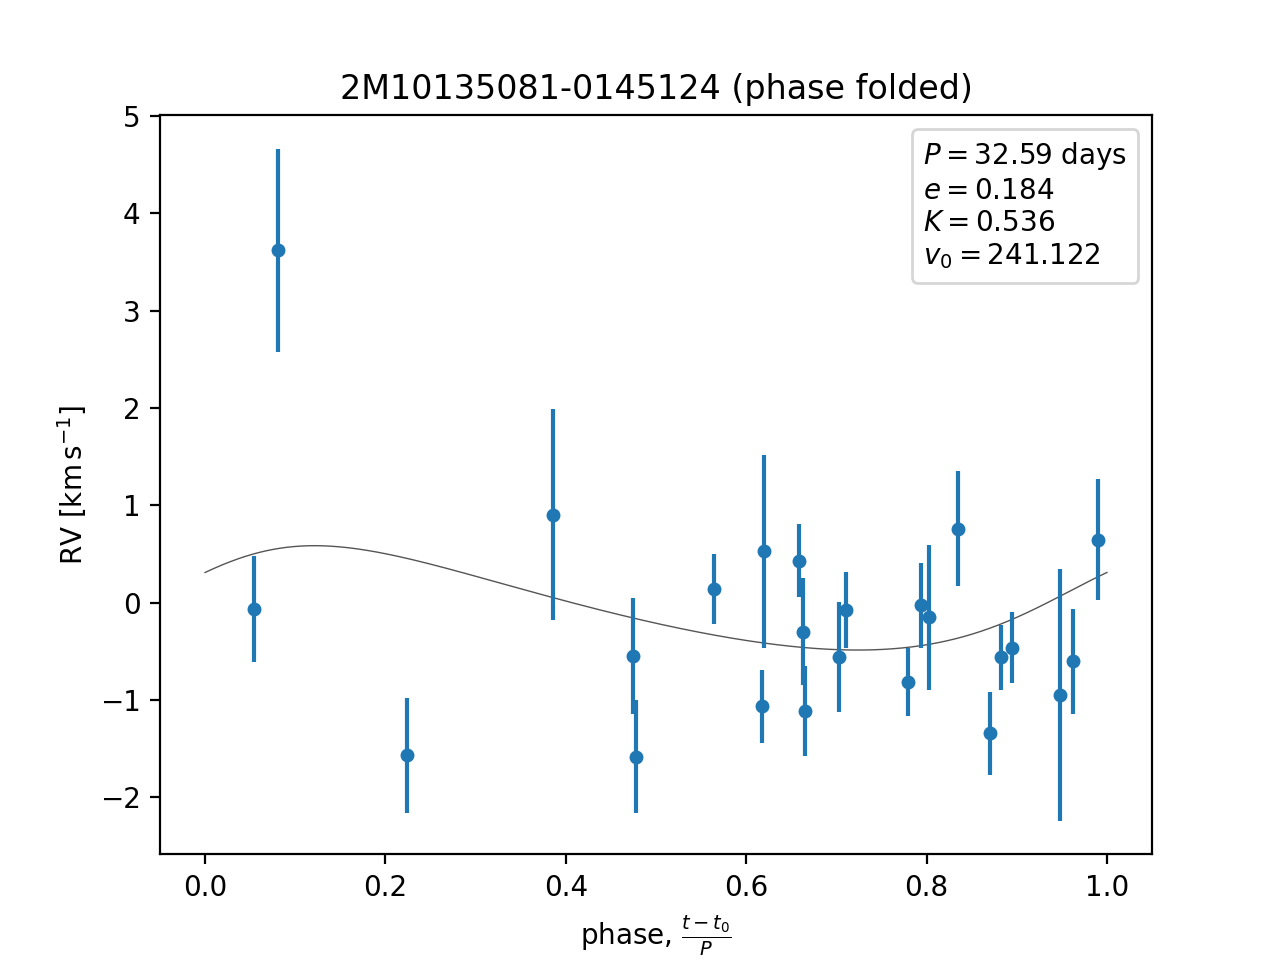 2M10135081-0145124 (phase folded)
P = 32.59 days
e = 0.184
K = 0.536
v₀ = 241.122
5
4
3
2
1
0
−1
−2
RV [km s⁻¹]
0.0 0.2 0.4 0.6 0.8 1.0
phase, (t − t₀)/P